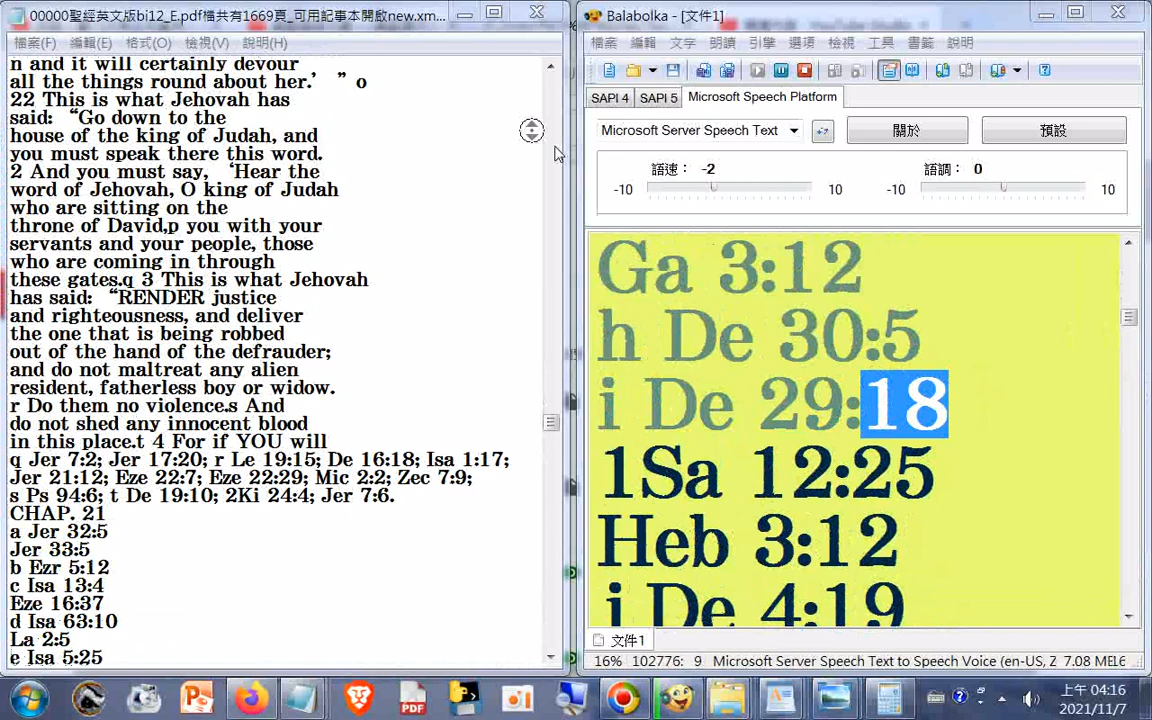 00000聖經英文版bi12_E.pdf檔共有1669頁_可用記事本開啟new.xm...
檔案(F) 編輯(E) 格式(O) 檢視(V) 說明(H)
n and it will certainly devour
all the things round about her.’ ” o
22 This is what Jehovah has
said: “Go down to the
house of the king of Judah, and
you must speak there this word.
2 And you must say, ‘Hear the
word of Jehovah, O king of Judah
who are sitting on the
throne of David,p you with your
servants and your people, those
who are coming in through
these gates.q 3 This is what Jehovah
has said: “RENDER justice
and righteousness, and deliver
the one that is being robbed
out of the hand of the defrauder;
and do not maltreat any alien
resident, fatherless boy or widow.
r Do them no violence.s And
do not shed any innocent blood
in this place.t 4 For if YOU will
q Jer 7:2; Jer 17:20; r Le 19:15; De 16:18; Isa 1:17;
Jer 21:12; Eze 22:7; Eze 22:29; Mic 2:2; Zec 7:9;
s Ps 94:6; t De 19:10; 2Ki 24:4; Jer 7:6.
CHAP. 21
a Jer 32:5
Jer 33:5
b Ezr 5:12
c Isa 13:4
Eze 16:37
d Isa 63:10
La 2:5
e Isa 5:25
Balabolka - [文件1]
檔案 編輯 文字 朗讀 引擎 選項 檢視 工具 書籤 說明
SAPI 4 SAPI 5 Microsoft Speech Platform
Microsoft Server Speech Text 關於 預設
語速: -2 語調: 0
-10 10 -10 10
Ga 3:12
h De 30:5
i De 29:18
1Sa 12:25
Heb 3:12
j De 4:19
文件1
16% 102776: 9 Microsoft Server Speech Text to Speech Voice (en-US, Z 7.08 МЕ
PDF
上午 04:16
2021/11/7